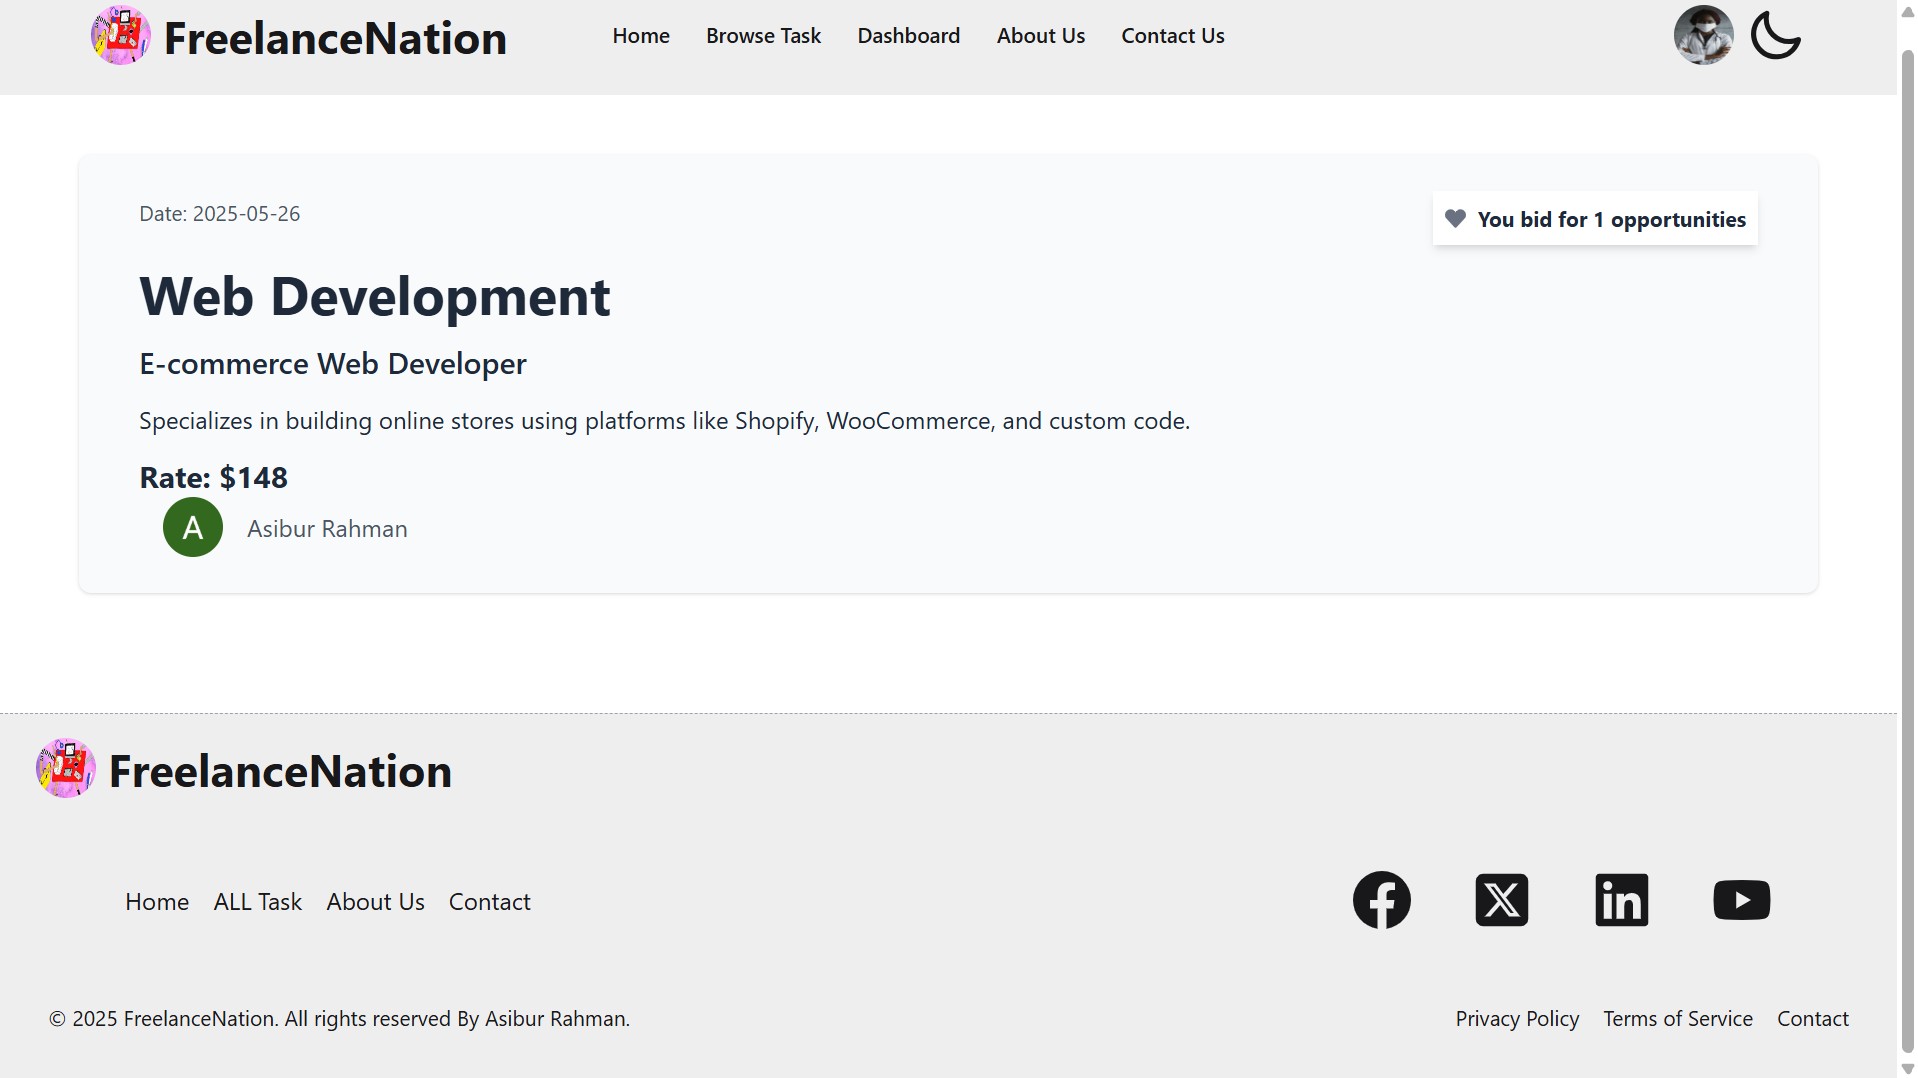 FreelanceNation
Home Browse Task Dashboard About Us Contact Us
Date: 2025-05-26
You bid for 1 opportunities
Web Development
E-commerce Web Developer
Specializes in building online stores using platforms like Shopify, WooCommerce, and custom code.
Rate: $148
A Asibur Rahman
FreelanceNation
Home ALL Task About Us Contact
© 2025 FreelanceNation. All rights reserved By Asibur Rahman.
Privacy Policy Terms of Service Contact